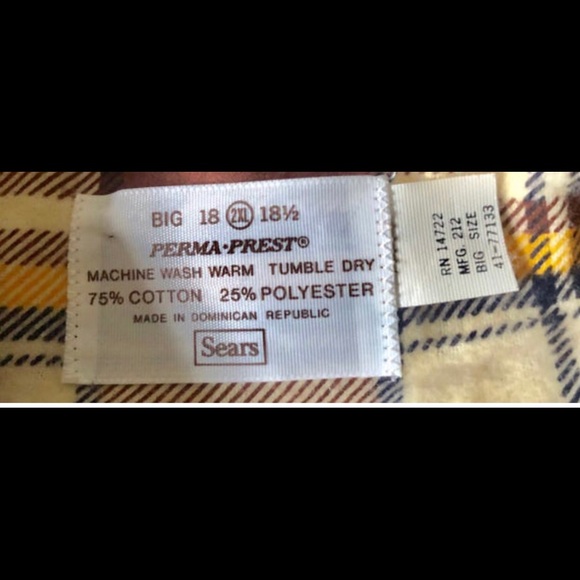 BIG 18 2XL 18½
PERMA-PREST®
MACHINE WASH WARM TUMBLE DRY
75% COTTON 25% POLYESTER
MADE IN DOMINICAN REPUBLIC
Sears
RN 14722
MFG. 212
BIG SIZE
41-77133